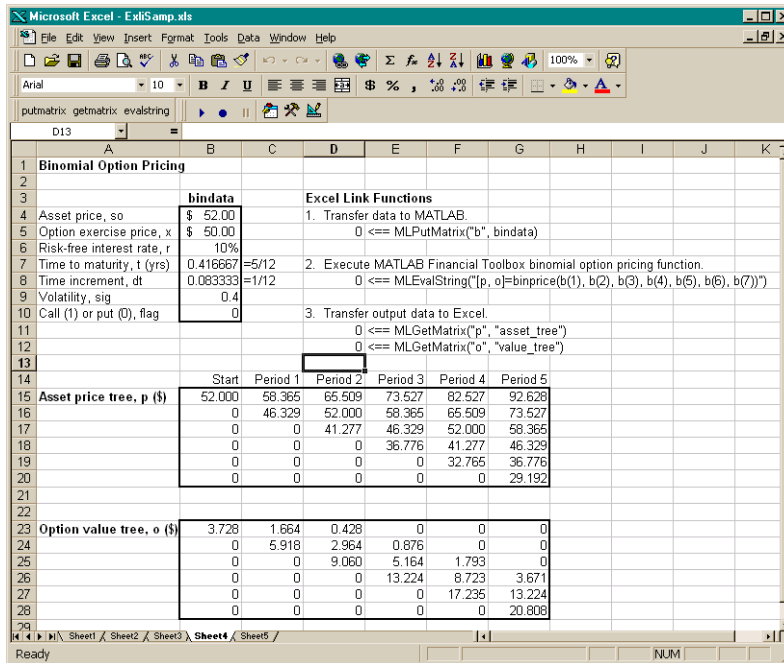 Microsoft Excel - ExliSamp.xls
File Edit View Insert Format Tools Data Window Help
100%
Arial 10 B I U $ % ,
putmatrix getmatrix evalstring
D13 =
A B C D E F G H I J K
1 Binomial Option Pricing
2
3 bindata Excel Link Functions
4 Asset price, so $ 52.00 1. Transfer data to MATLAB.
5 Option exercise price, x $ 50.00 0 <== MLPutMatrix("b", bindata)
6 Risk-free interest rate, r 10%
7 Time to maturity, t (yrs) 0.416667 =5/12 2. Execute MATLAB Financial Toolbox binomial option pricing function.
8 Time increment, dt 0.083333 =1/12 0 <== MLEvalString("[p, o]=binprice(b(1), b(2), b(3), b(4), b(5), b(6), b(7))")
9 Volatility, sig 0.4
10 Call (1) or put (0), flag 0 3. Transfer output data to Excel.
11 0 <== MLGetMatrix("p", "asset_tree")
12 0 <== MLGetMatrix("o", "value_tree")
13
14 Start Period 1 Period 2 Period 3 Period 4 Period 5
15 Asset price tree, p ($) 52.000 58.365 65.509 73.527 82.527 92.628
16 0 46.329 52.000 58.365 65.509 73.527
17 0 0 41.277 46.329 52.000 58.365
18 0 0 0 36.776 41.277 46.329
19 0 0 0 0 32.765 36.776
20 0 0 0 0 0 29.192
21
22
23 Option value tree, o ($) 3.728 1.664 0.428 0 0 0
24 0 5.918 2.964 0.876 0 0
25 0 0 9.060 5.164 1.793 0
26 0 0 0 13.224 8.723 3.671
27 0 0 0 0 17.235 13.224
28 0 0 0 0 0 20.808
29
Sheet1 Sheet2 Sheet3 Sheet4 Sheet5
Ready NUM